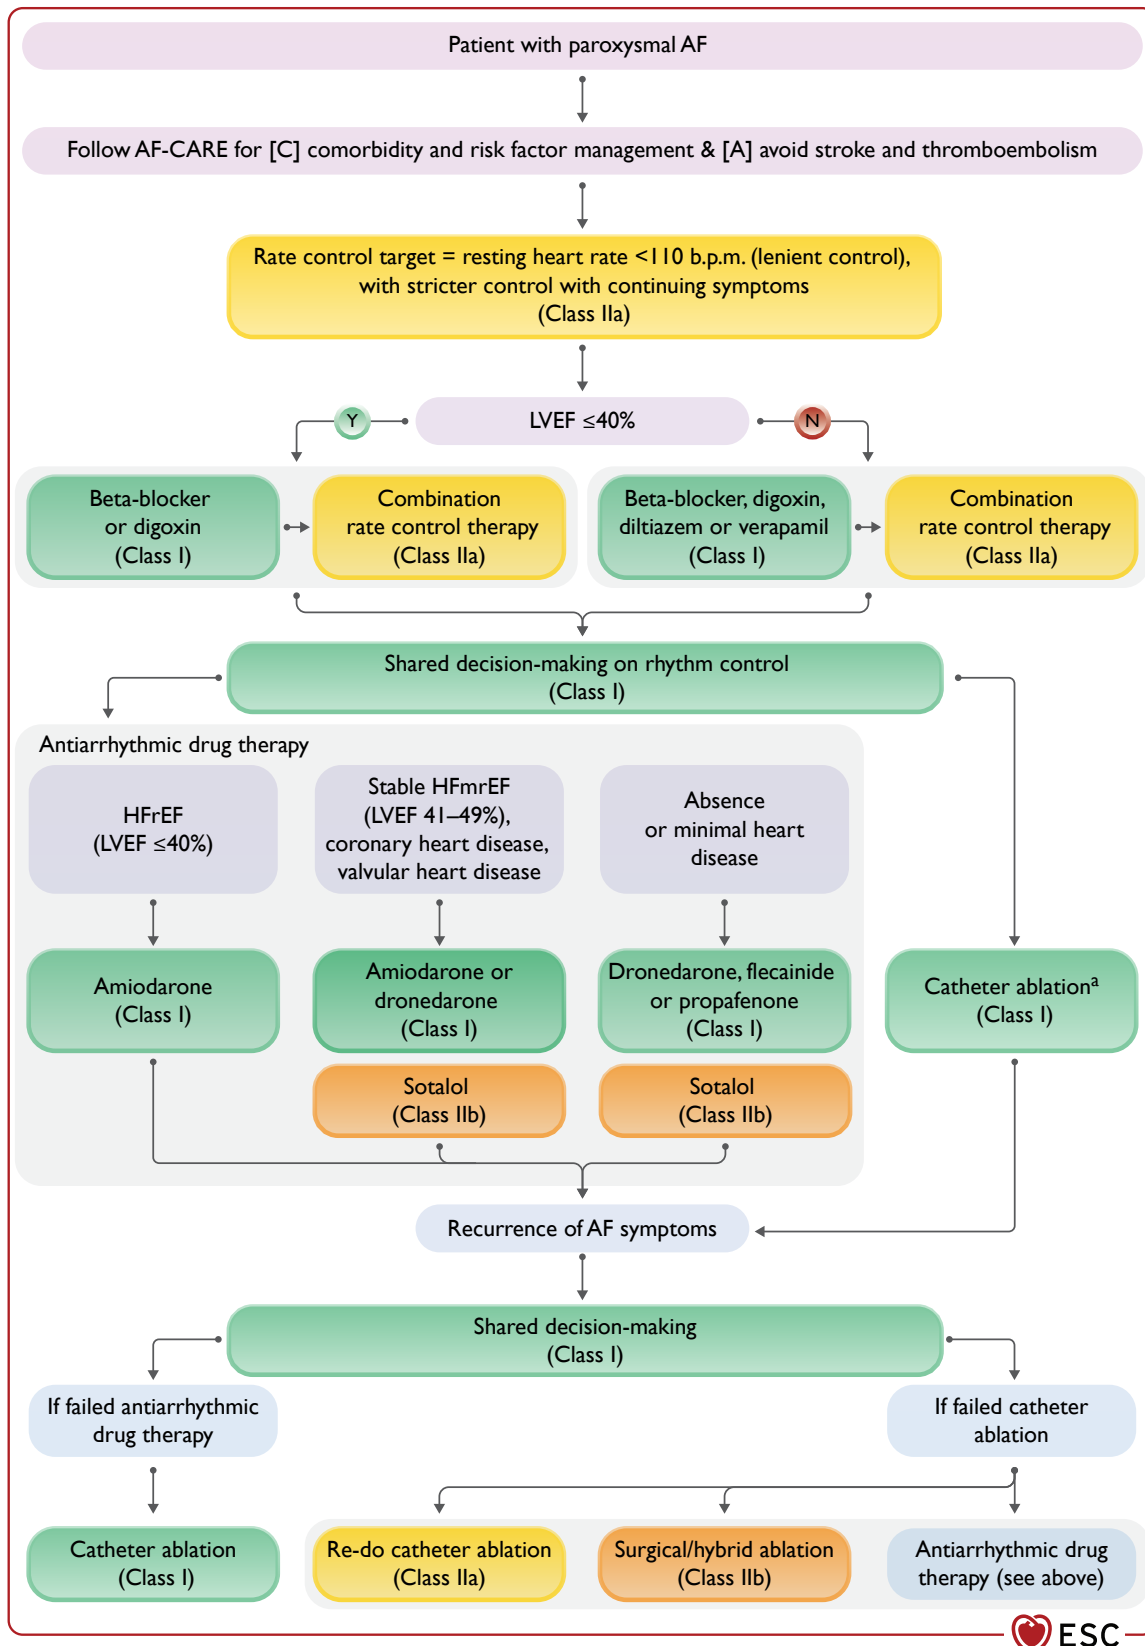 Patient with paroxysmal AF
Follow AF-CARE for [C] comorbidity and risk factor management & [A] avoid stroke and thromboembolism
Rate control target = resting heart rate <110 b.p.m. (lenient control),
with stricter control with continuing symptoms
(Class IIa)
Y
LVEF ≤40%
N
Beta-blocker
or digoxin
(Class I)
Combination
rate control therapy
(Class IIa)
Beta-blocker, digoxin,
diltiazem or verapamil
(Class I)
Combination
rate control therapy
(Class IIa)
Shared decision-making on rhythm control
(Class I)
Antiarrhythmic drug therapy
HFrEF
(LVEF ≤40%)
Stable HFmrEF
(LVEF 41–49%),
coronary heart disease,
valvular heart disease
Absence
or minimal heart
disease
Amiodarone
(Class I)
Amiodarone or
dronedarone
(Class I)
Dronedarone, flecainide
or propafenone
(Class I)
Catheter ablationᵃ
(Class I)
Sotalol
(Class IIb)
Sotalol
(Class IIb)
Recurrence of AF symptoms
Shared decision-making
(Class I)
If failed antiarrhythmic
drug therapy
If failed catheter
ablation
Catheter ablation
(Class I)
Re-do catheter ablation
(Class IIa)
Surgical/hybrid ablation
(Class IIb)
Antiarrhythmic drug
therapy (see above)
ESC